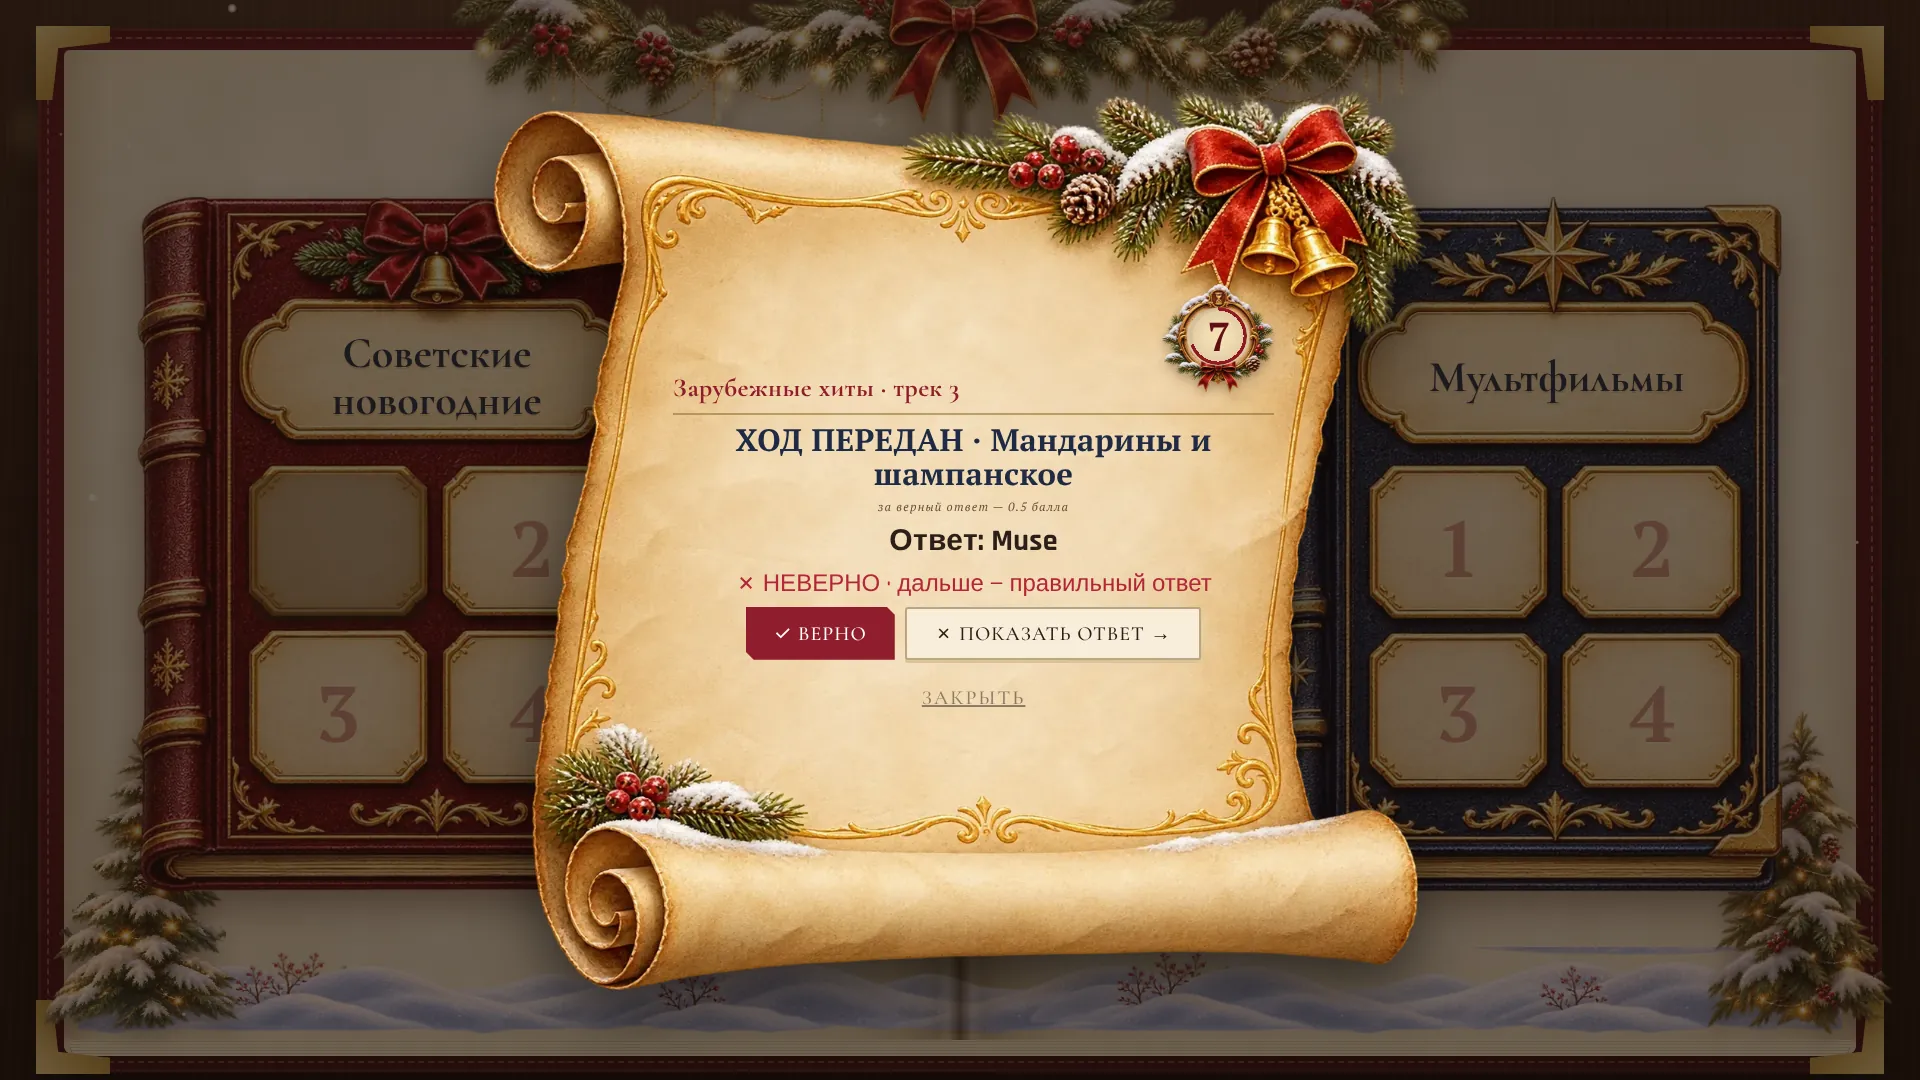 Советские
новогодние
2
3
4
7
Зарубежные хиты · трек 3
ХОД ПЕРЕДАН · Мандарины и
шампанское
за верный ответ — 0.5 балла
Ответ: Muse
✕ НЕВЕРНО · дальше – правильный ответ
✓ ВЕРНО
✕ ПОКАЗАТЬ ОТВЕТ →
ЗАКРЫТЬ
Мультфильмы
1
2
3
4